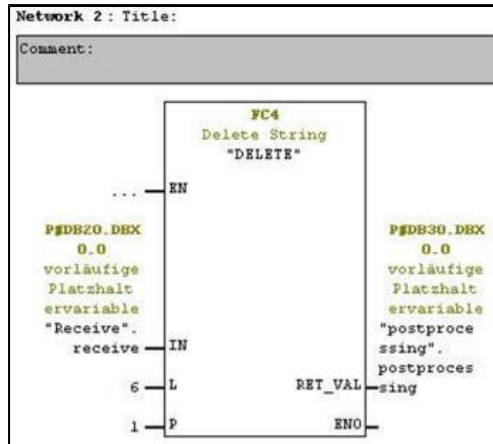 Network 2 : Title:
Comment:
FC4
Delete String
"DELETE"
... EN
P#DB20.DBX
0.0
vorläufige
Platzhalt
ervariable
"Receive".
receive IN
6 L
1 P
P#DB30.DBX
0.0
vorläufige
Platzhalt
ervariable
"postproce
ssing".
postproces
RET_VAL sing
ENO